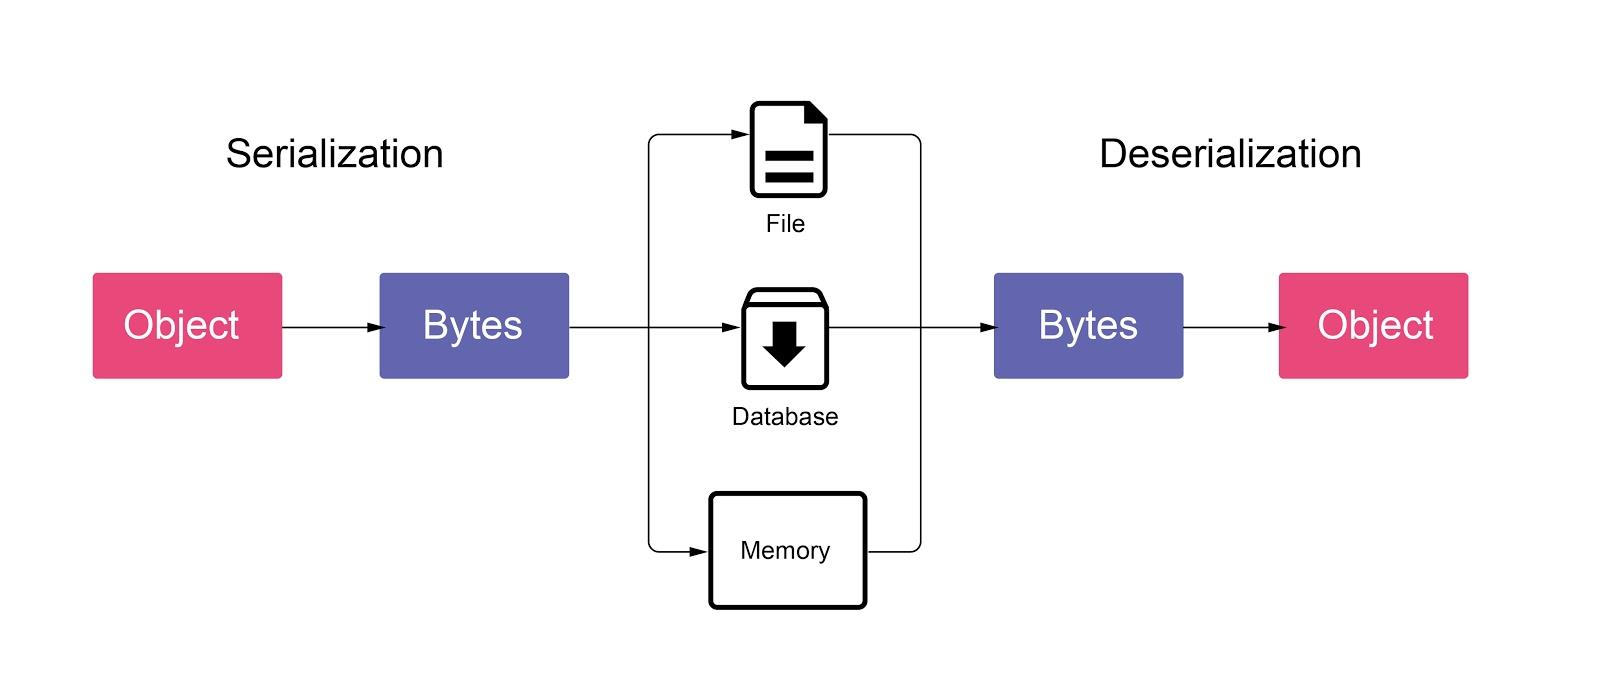 Serialization
Deserialization
File
Object
Bytes
Bytes
Object
Database
Memory